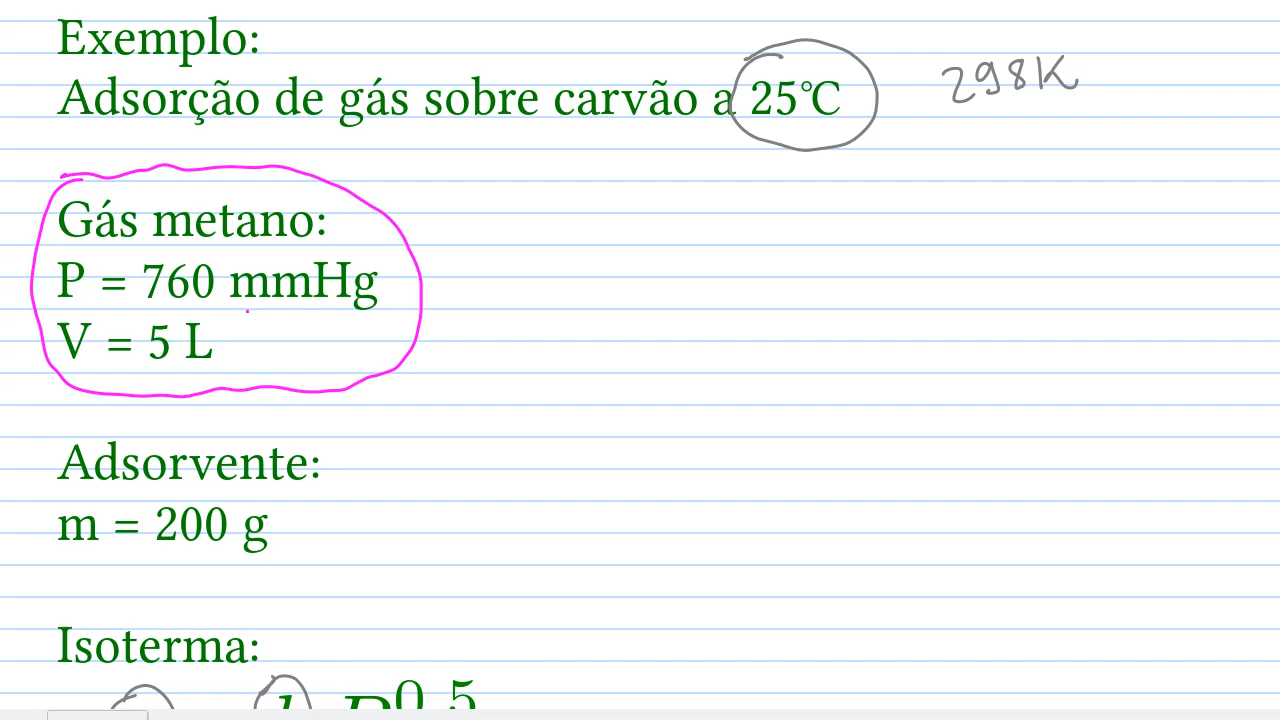 Exemplo:
Adsorção de gás sobre carvão a 25°C 298K
Gás metano:
P = 760 mmHg
V = 5 L
Adsorvente:
m = 200 g
Isoterma: